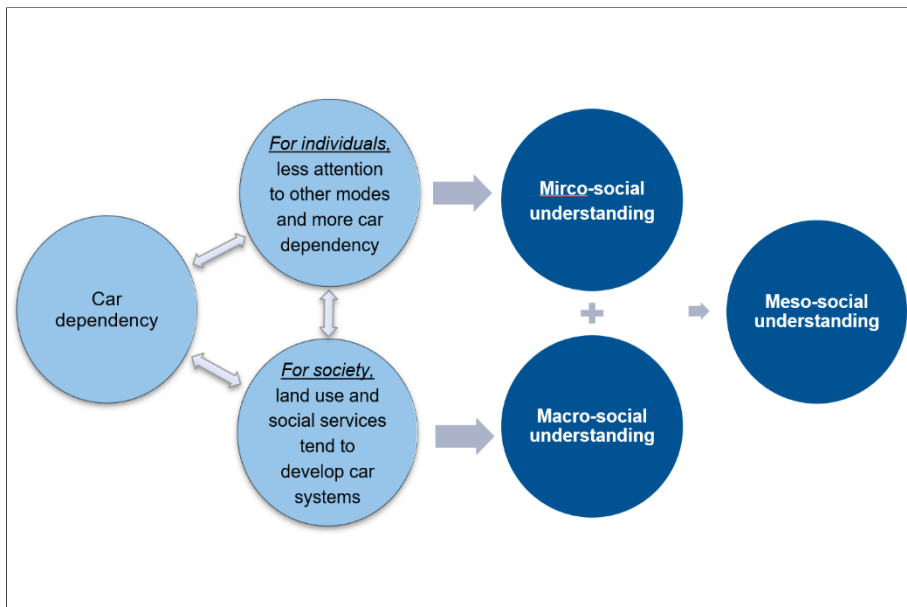 Car
dependency
For individuals,
less attention
to other modes
and more car
dependency
For society,
land use and
social services
tend to
develop car
systems
Mirco-social
understanding
+
Macro-social
understanding
Meso-social
understanding